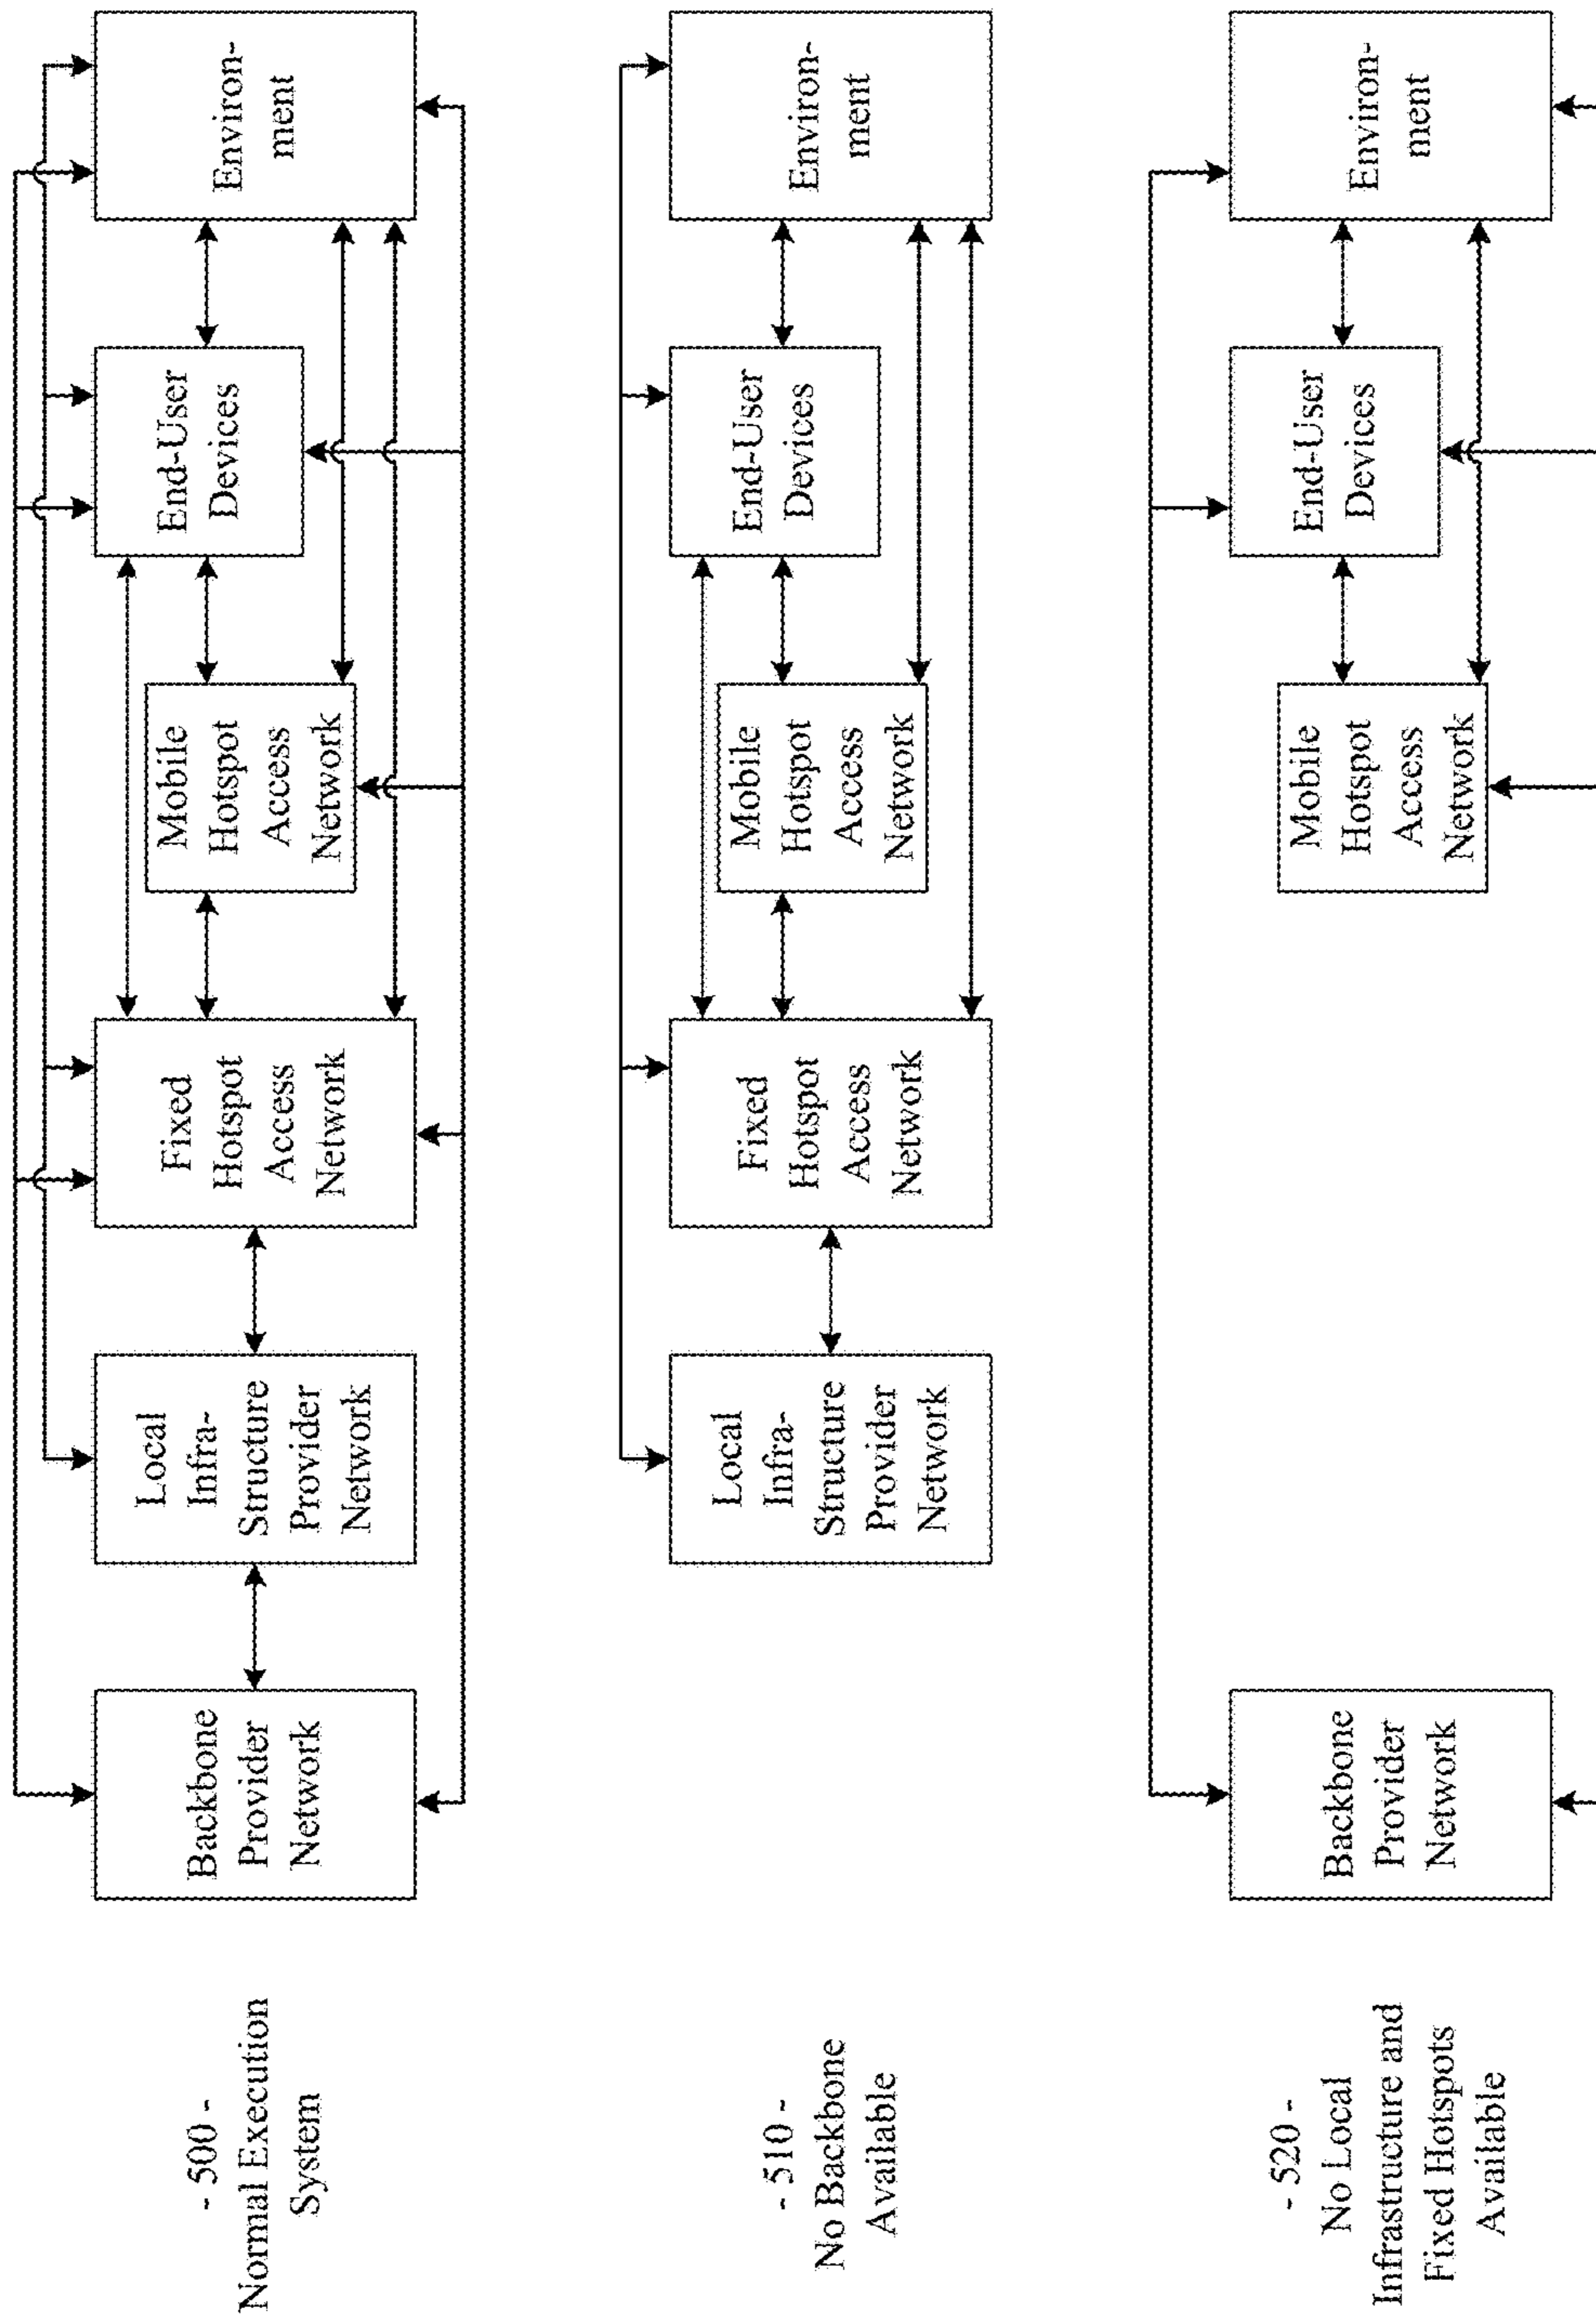 - 500 -
Normal Execution
System
Backbone
Provider
Network
Local
Infra-
Structure
Provider
Network
Fixed
Hotspot
Access
Network
Mobile
Hotspot
Access
Network
End-User
Devices
Environ-
ment
- 510 -
No Backbone
Available
Local
Infra-
Structure
Provider
Network
Fixed
Hotspot
Access
Network
Mobile
Hotspot
Access
Network
End-User
Devices
Environ-
ment
- 520 -
No Local
Infrastructure and
Fixed Hotspots
Available
Backbone
Provider
Network
Mobile
Hotspot
Access
Network
End-User
Devices
Environ-
ment